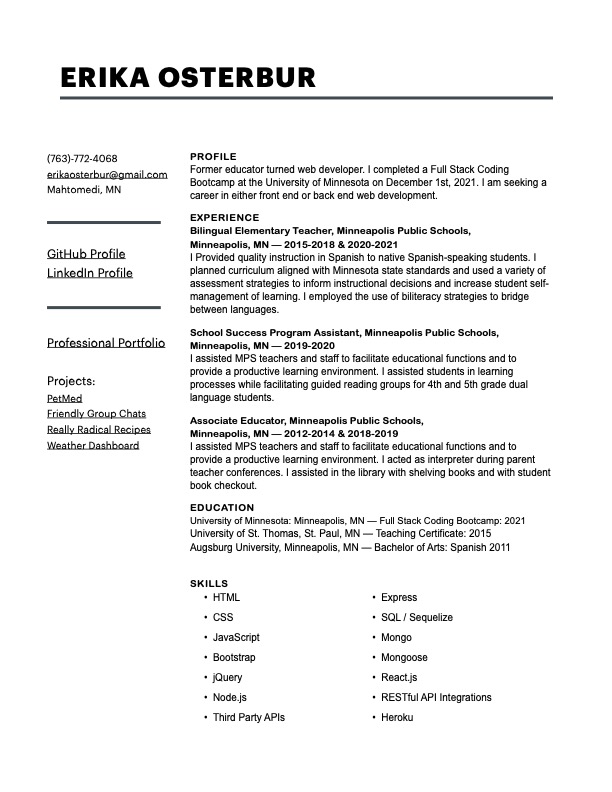 ERIKA OSTERBUR
(763)-772-4068
erikaosterbur@gmail.com
Mahtomedi, MN
GitHub Profile
LinkedIn Profile
Professional Portfolio
Projects:
PetMed
Friendly Group Chats
Really Radical Recipes
Weather Dashboard
PROFILE
Former educator turned web developer. I completed a Full Stack Coding
Bootcamp at the University of Minnesota on December 1st, 2021. I am seeking a
career in either front end or back end web development.
EXPERIENCE
Bilingual Elementary Teacher, Minneapolis Public Schools,
Minneapolis, MN — 2015-2018 & 2020-2021
I Provided quality instruction in Spanish to native Spanish-speaking students. I
planned curriculum aligned with Minnesota state standards and used a variety of
assessment strategies to inform instructional decisions and increase student self-
management of learning. I employed the use of biliteracy strategies to bridge
between languages.
School Success Program Assistant, Minneapolis Public Schools,
Minneapolis, MN — 2019-2020
I assisted MPS teachers and staff to facilitate educational functions and to
provide a productive learning environment. I assisted students in learning
processes while facilitating guided reading groups for 4th and 5th grade dual
language students.
Associate Educator, Minneapolis Public Schools,
Minneapolis, MN — 2012-2014 & 2018-2019
I assisted MPS teachers and staff to facilitate educational functions and to
provide a productive learning environment. I acted as interpreter during parent
teacher conferences. I assisted in the library with shelving books and with student
book checkout.
EDUCATION
University of Minnesota: Minneapolis, MN — Full Stack Coding Bootcamp: 2021
University of St. Thomas, St. Paul, MN — Teaching Certificate: 2015
Augsburg University, Minneapolis, MN — Bachelor of Arts: Spanish 2011
SKILLS
• HTML
• CSS
• JavaScript
• Bootstrap
• jQuery
• Node.js
• Third Party APIs
• Express
• SQL / Sequelize
• Mongo
• Mongoose
• React.js
• RESTful API Integrations
• Heroku